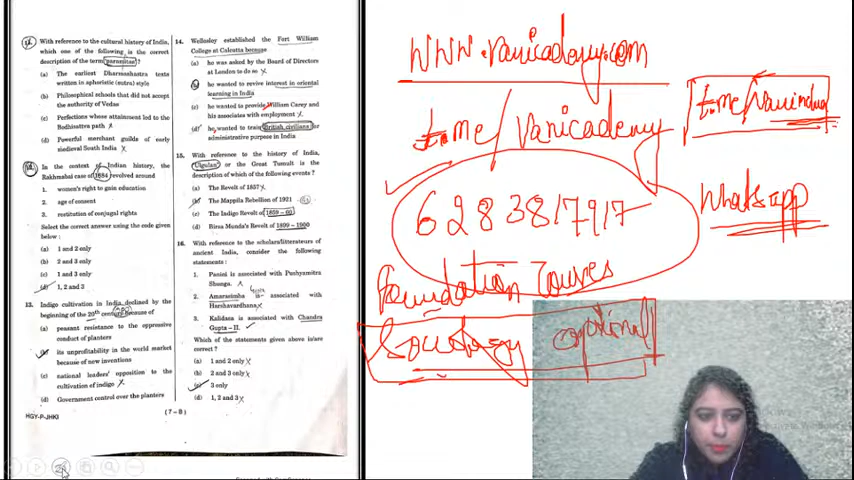 11. With reference to the cultural history of India,
which one of the following is the correct
description of the term 'paramitas' ?
(a) The earliest Dharmashastra texts
written in aphoristic (sutra) style
(b) Philosophical schools that did not accept
the authority of Vedas
(c) Perfections whose attainment led to the
Bodhisattva path
(d) Powerful merchant guilds of early
medieval South India
In the context of Indian history, the
Rakhmabai case of 1884 revolved around
1. women's right to gain education
2. age of consent
3. restitution of conjugal rights
Select the correct answer using the code given
below :
(a) 1 and 2 only
(b) 2 and 3 only
(c) 1 and 3 only
(d) 1, 2 and 3
13. Indigo cultivation in India declined by the
beginning of the 20th century because of
(a) peasant resistance to the oppressive
conduct of planters
(b) its unprofitability in the world market
because of new inventions
(c) national leaders' opposition to the
cultivation of indigo
(d) Government control over the planters
HGY-P-JHKI
14. Wellesley established the Fort William
College at Calcutta because
(a) he was asked by the Board of Directors
at London to do so
(b) he wanted to revive interest in oriental
learning in India
(c) he wanted to provide William Carey and
his associates with employment
(d) he wanted to train British civilians for
administrative purpose in India
15. With reference to the history of India,
'Ulgulan' or the Great Tumult is the
description of which of the following events ?
(a) The Revolt of 1857
(b) The Mappila Rebellion of 1921
(c) The Indigo Revolt of 1859 – 60
(d) Birsa Munda's Revolt of 1899 – 1900
16. With reference to the scholars/litterateurs of
ancient India, consider the following
statements :
1. Panini is associated with Pushyamitra
Shunga.
2. Amarasimha is associated with
Harshavardhana.
3. Kalidasa is associated with Chandra
Gupta – II.
Which of the statements given above is/are
correct ?
(a) 1 and 2 only
(b) 2 and 3 only
(c) 3 only
(d) 1, 2 and 3
(7 – B)
www.vanicademy.com
t.me/vanicademy
t.me/vanindua
6283817917
Whatsapp
Foundation Courses
Sociology optional